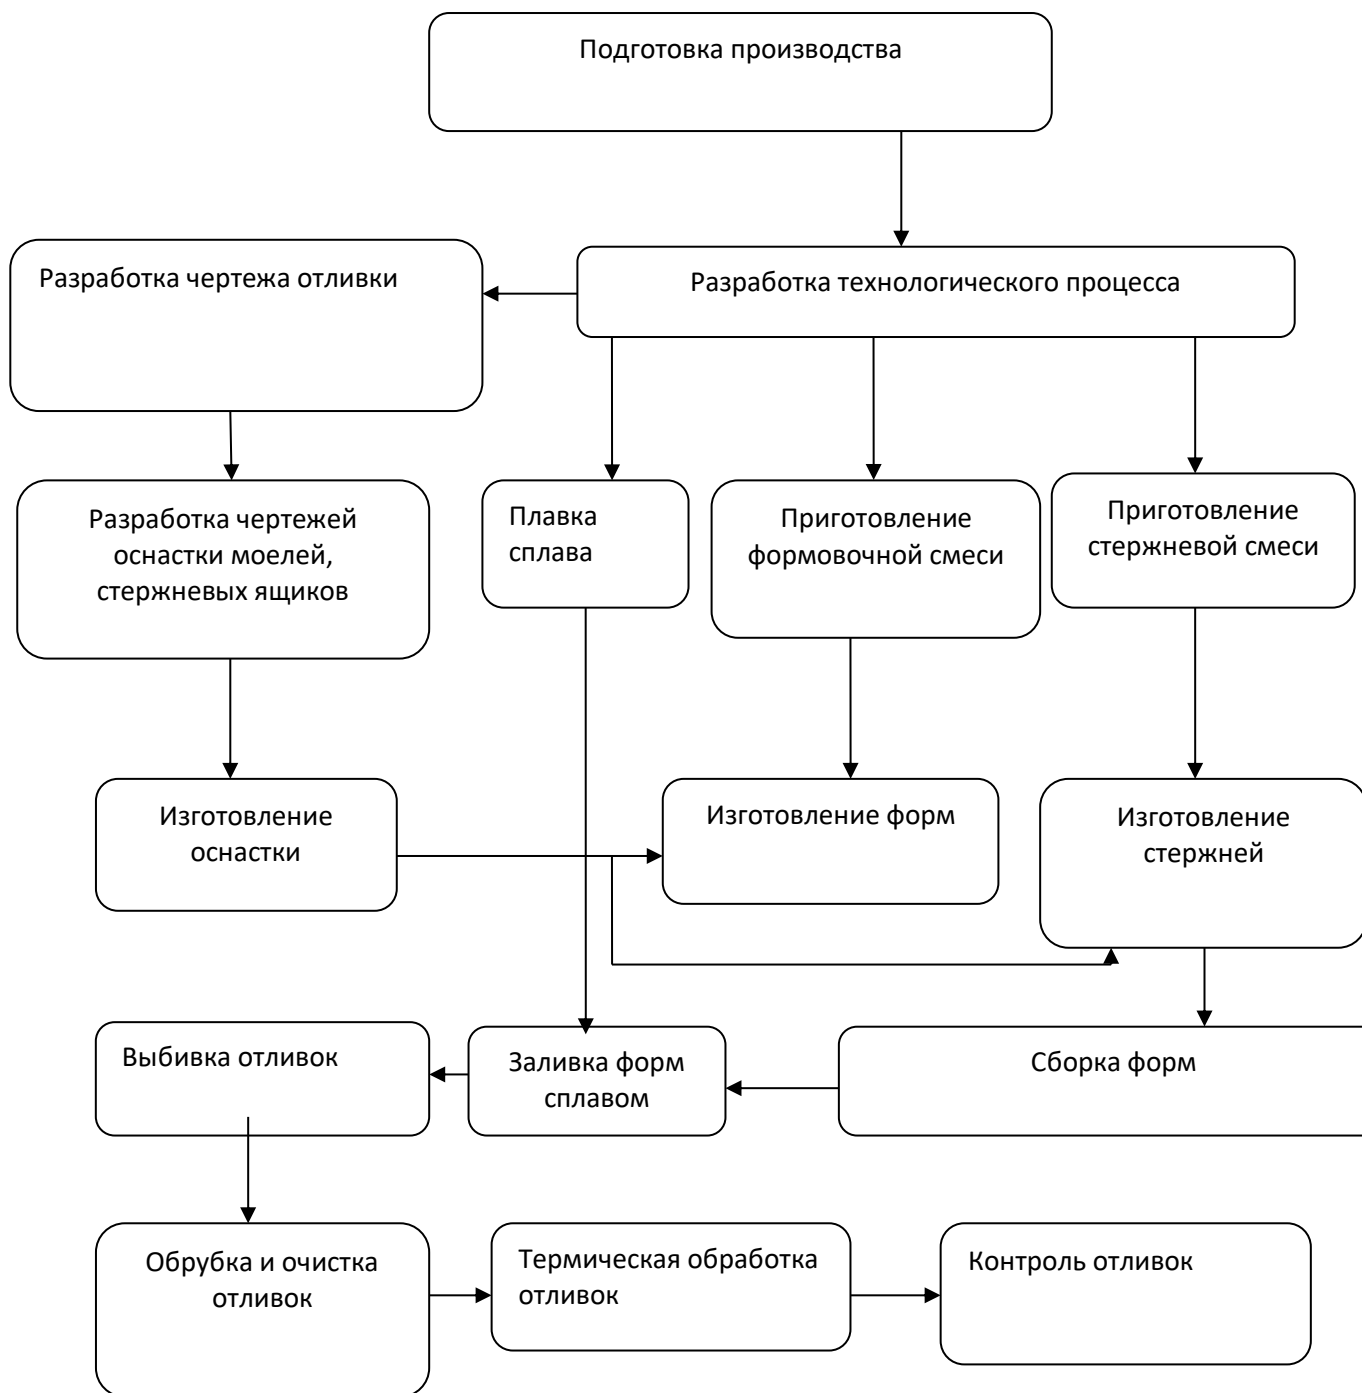 Подготовка производства
Разработка чертежа отливки
Разработка технологического процесса
Разработка чертежей
оснастки моелей,
стержневых ящиков
Плавка
сплава
Приготовление
формовочной смеси
Приготовление
стержневой смеси
Изготовление
оснастки
Изготовление форм
Изготовление
стержней
Выбивка отливок
Заливка форм
сплавом
Сборка форм
Обрубка и очистка
отливок
Термическая обработка
отливок
Контроль отливок